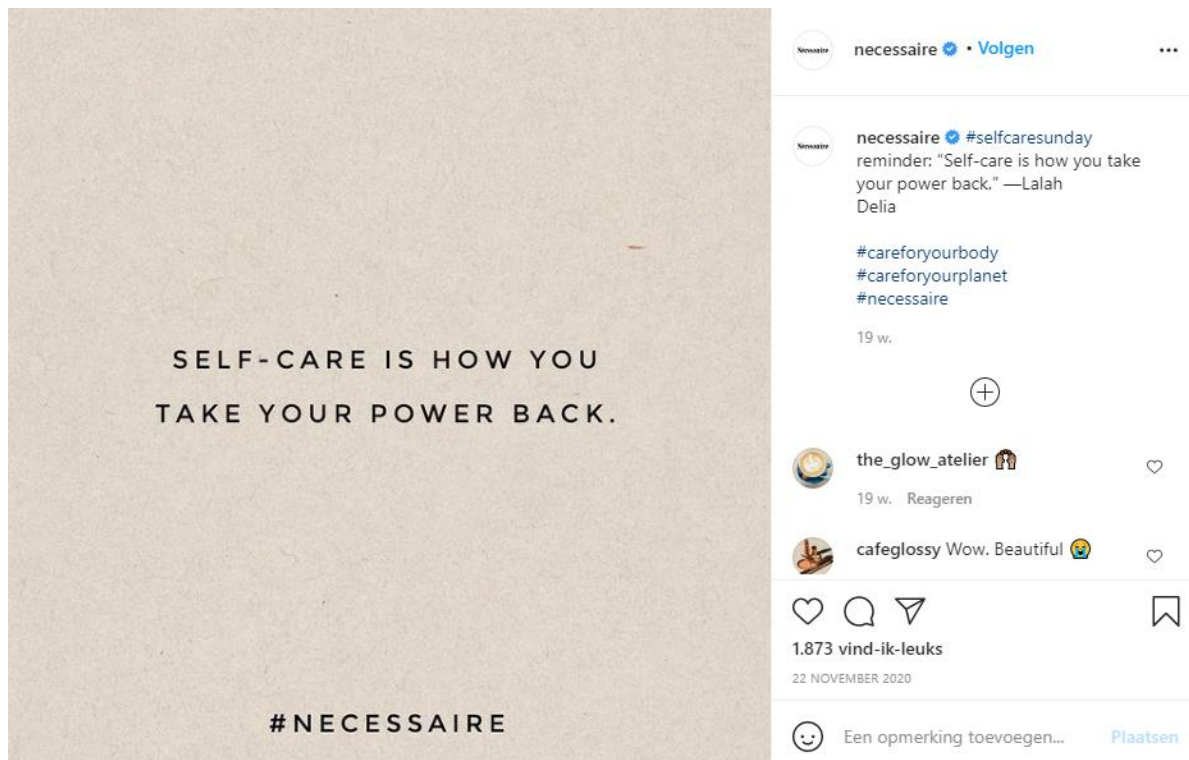 SELF-CARE IS HOW YOU
TAKE YOUR POWER BACK.
#NECESSAIRE
Nécessaire
necessaire • Volgen
Nécessaire
necessaire #selfcaresunday
reminder: “Self-care is how you take
your power back.” —Lalah
Delia
#careforyourbody
#careforyourplanet
#necessaire
19 w.
the_glow_atelier
19 w. Reageren
cafeglossy Wow. Beautiful 😭
1.873 vind-ik-leuks
22 NOVEMBER 2020
Een opmerking toevoegen... Plaatsen